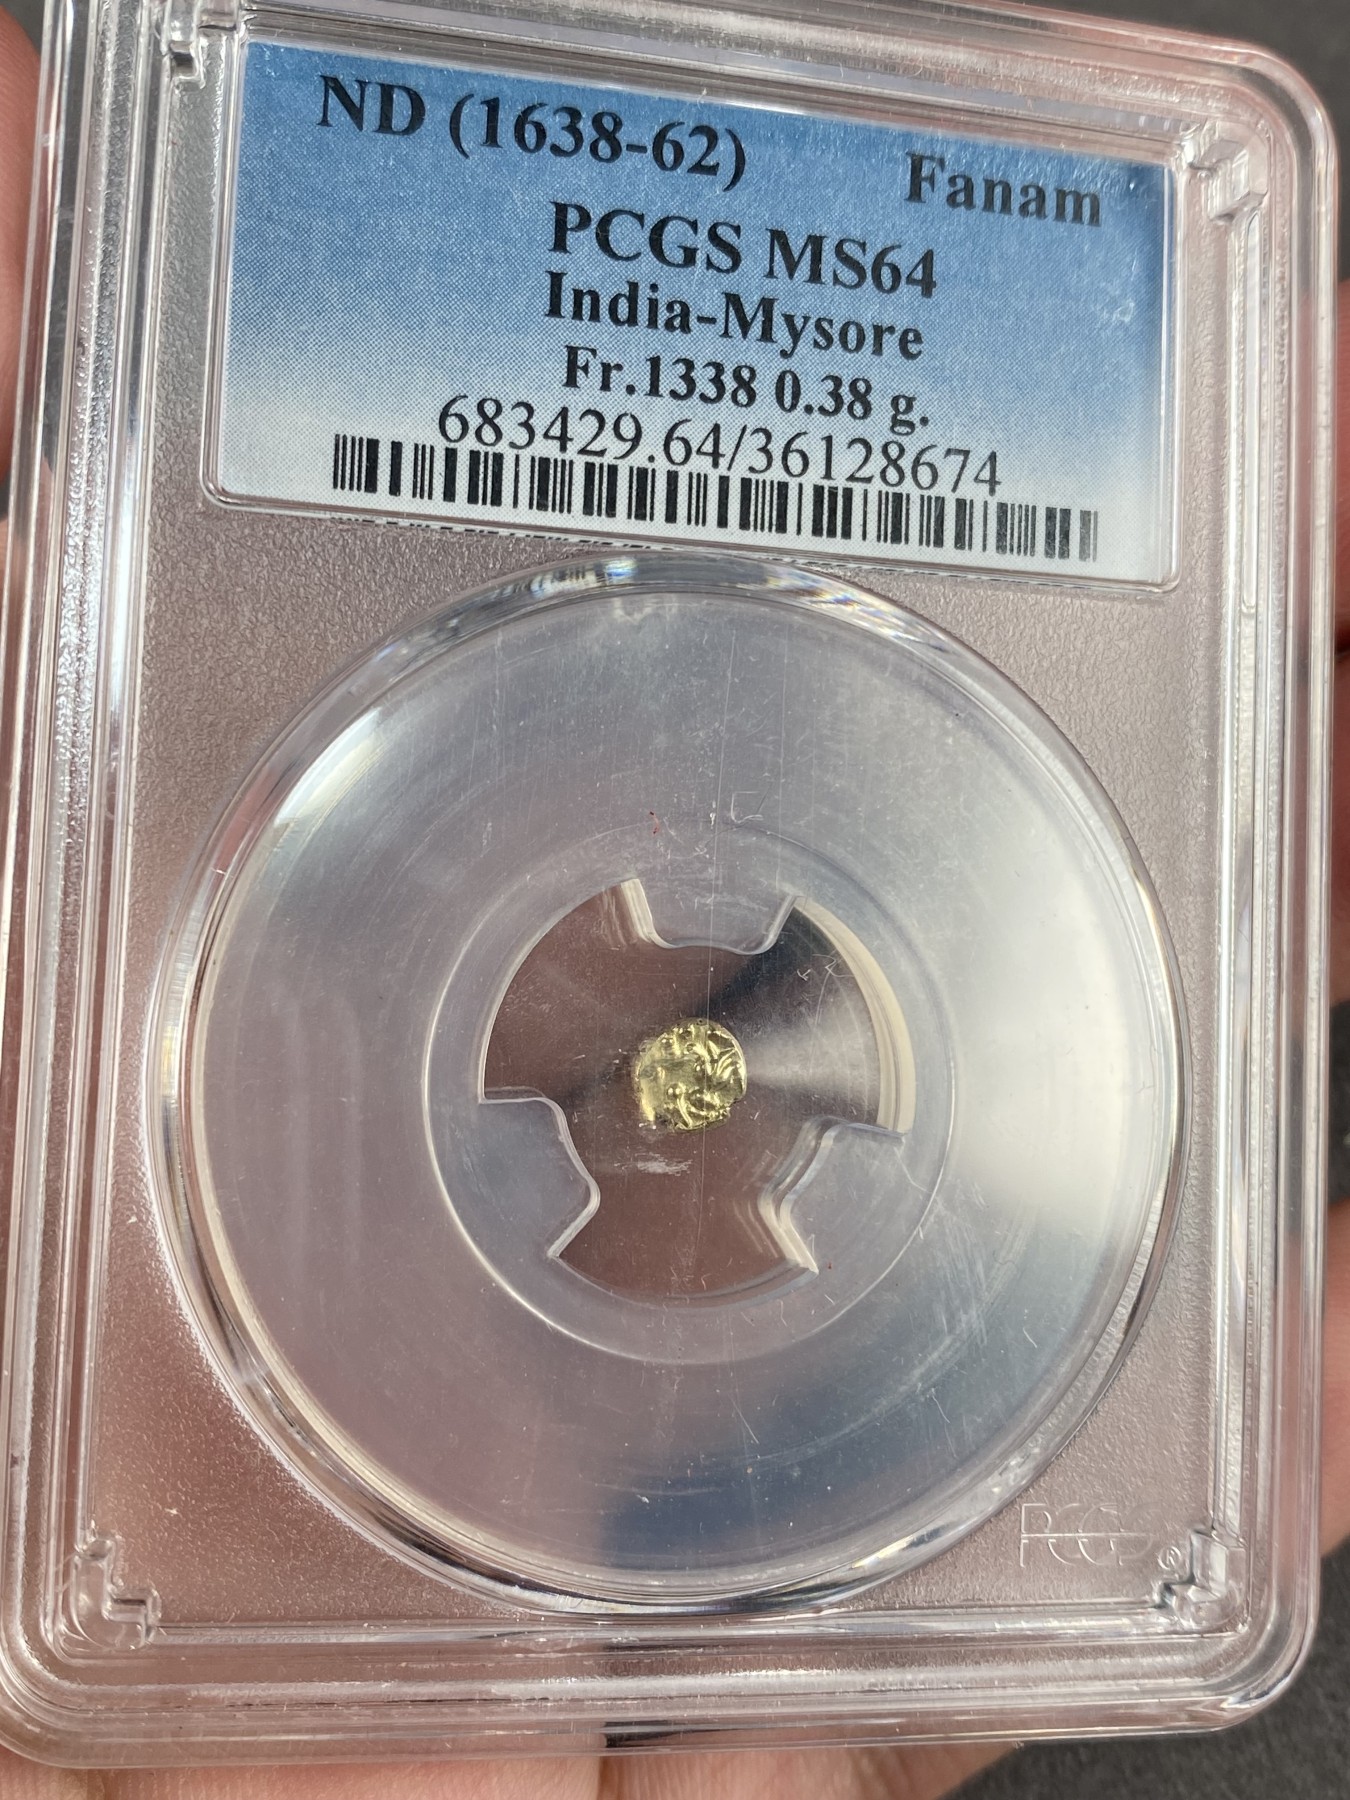 ND (1638-62) Fanam
PCGS MS64
India-Mysore
Fr.1338 0.38 g.
683429.64/36128674
PCGS®